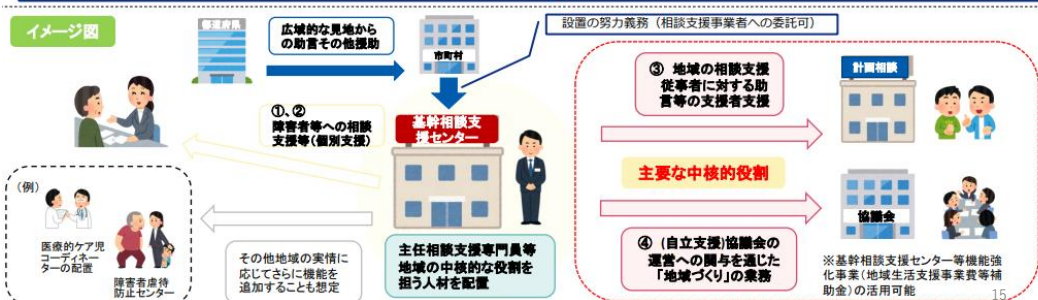 イメージ図
都道府県
広域的な見地から
の助言その他援助
市町村
設置の努力義務（相談支援事業者への委託可）
①、②
障害者等への相談
支援等（個別支援）
基幹相談支
援センター
③ 地域の相談支援
従事者に対する助
言等の支援者支援
計画相談
主要な中核的役割
（例）
医療的ケア児
コーディネー
ターの配置
障害者虐待
防止センター
その他地域の実情に
応じてさらに機能を
追加することも想定
主任相談支援専門員等
地域の中核的な役割を
担う人材を配置
④ （自立支援）協議会の
運営への関与を通じた
「地域づくり」の業務
協議会
※基幹相談支援センター等機能強
化事業（地域生活支援事業費等補
助金）の活用可能
15